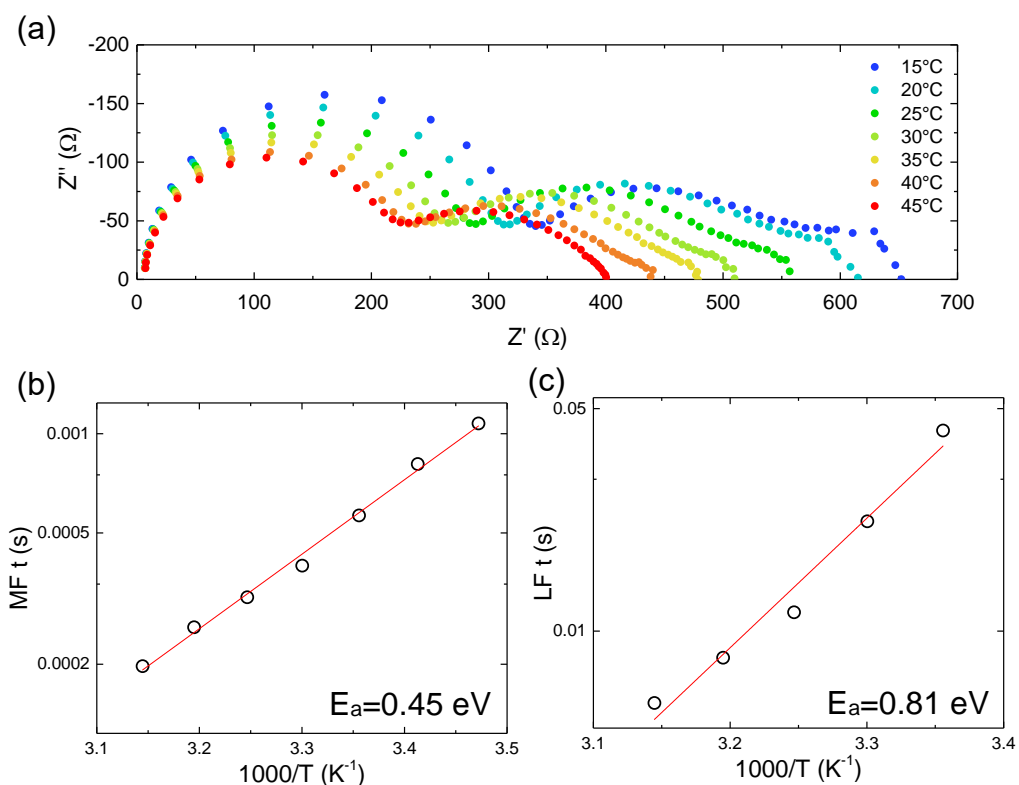 (a)
-200
-150
-100
-50
0
Z'' (Ω)
0 100 200 300 400 500 600 700
Z' (Ω)
15°C
20°C
25°C
30°C
35°C
40°C
45°C
(b)
0.001
0.0005
0.0002
MF t (s)
3.1 3.2 3.3 3.4 3.5
1000/T (K⁻¹)
Eₐ=0.45 eV
(c)
0.05
0.01
LF t (s)
3.1 3.2 3.3 3.4
1000/T (K⁻¹)
Eₐ=0.81 eV